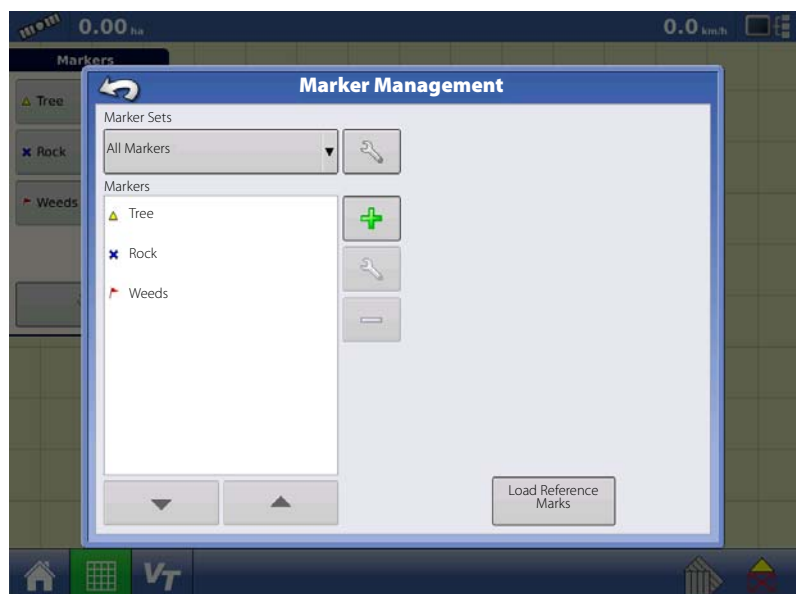 0.00 ha
0.0 km/h
Markers
Tree
Rock
Weeds
Marker Management
Marker Sets
All Markers
Markers
Tree
Rock
Weeds
Load Reference
Marks
VT